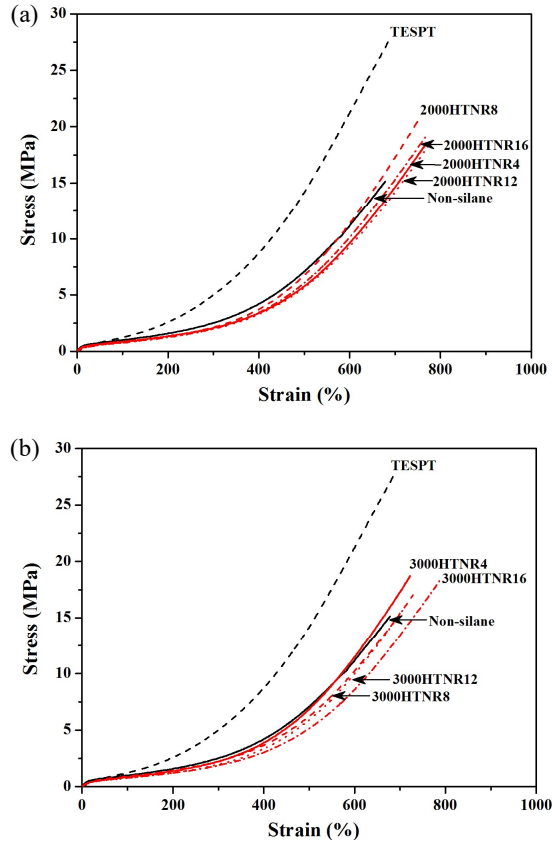 (a)
30
25
20
15
10
5
0
Stress (MPa)
TESPT
2000HTNR8
2000HTNR16
2000HTNR4
2000HTNR12
Non-silane
0 200 400 600 800 1000
Strain (%)
(b)
30
25
20
15
10
5
0
Stress (MPa)
TESPT
3000HTNR4
3000HTNR16
Non-silane
3000HTNR12
3000HTNR8
0 200 400 600 800 1000
Strain (%)